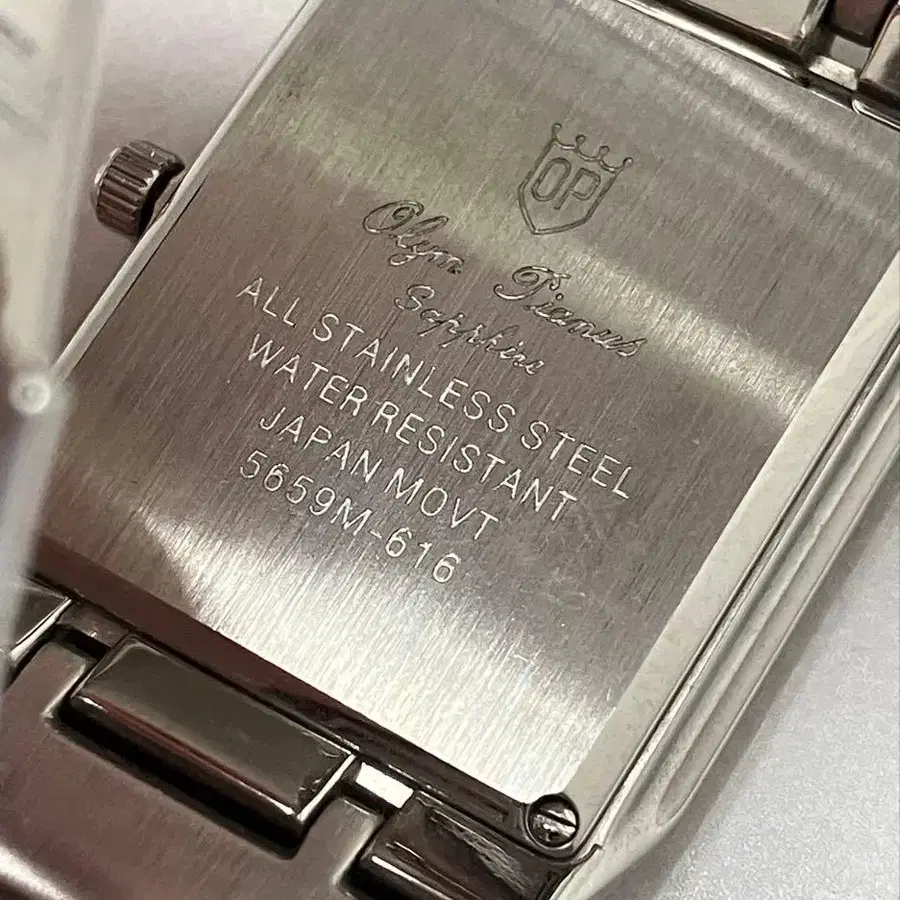 OP
Olym Pianus
Sapphire
ALL STAINLESS STEEL
WATER RESISTANT
JAPAN MOVT
5659M-616